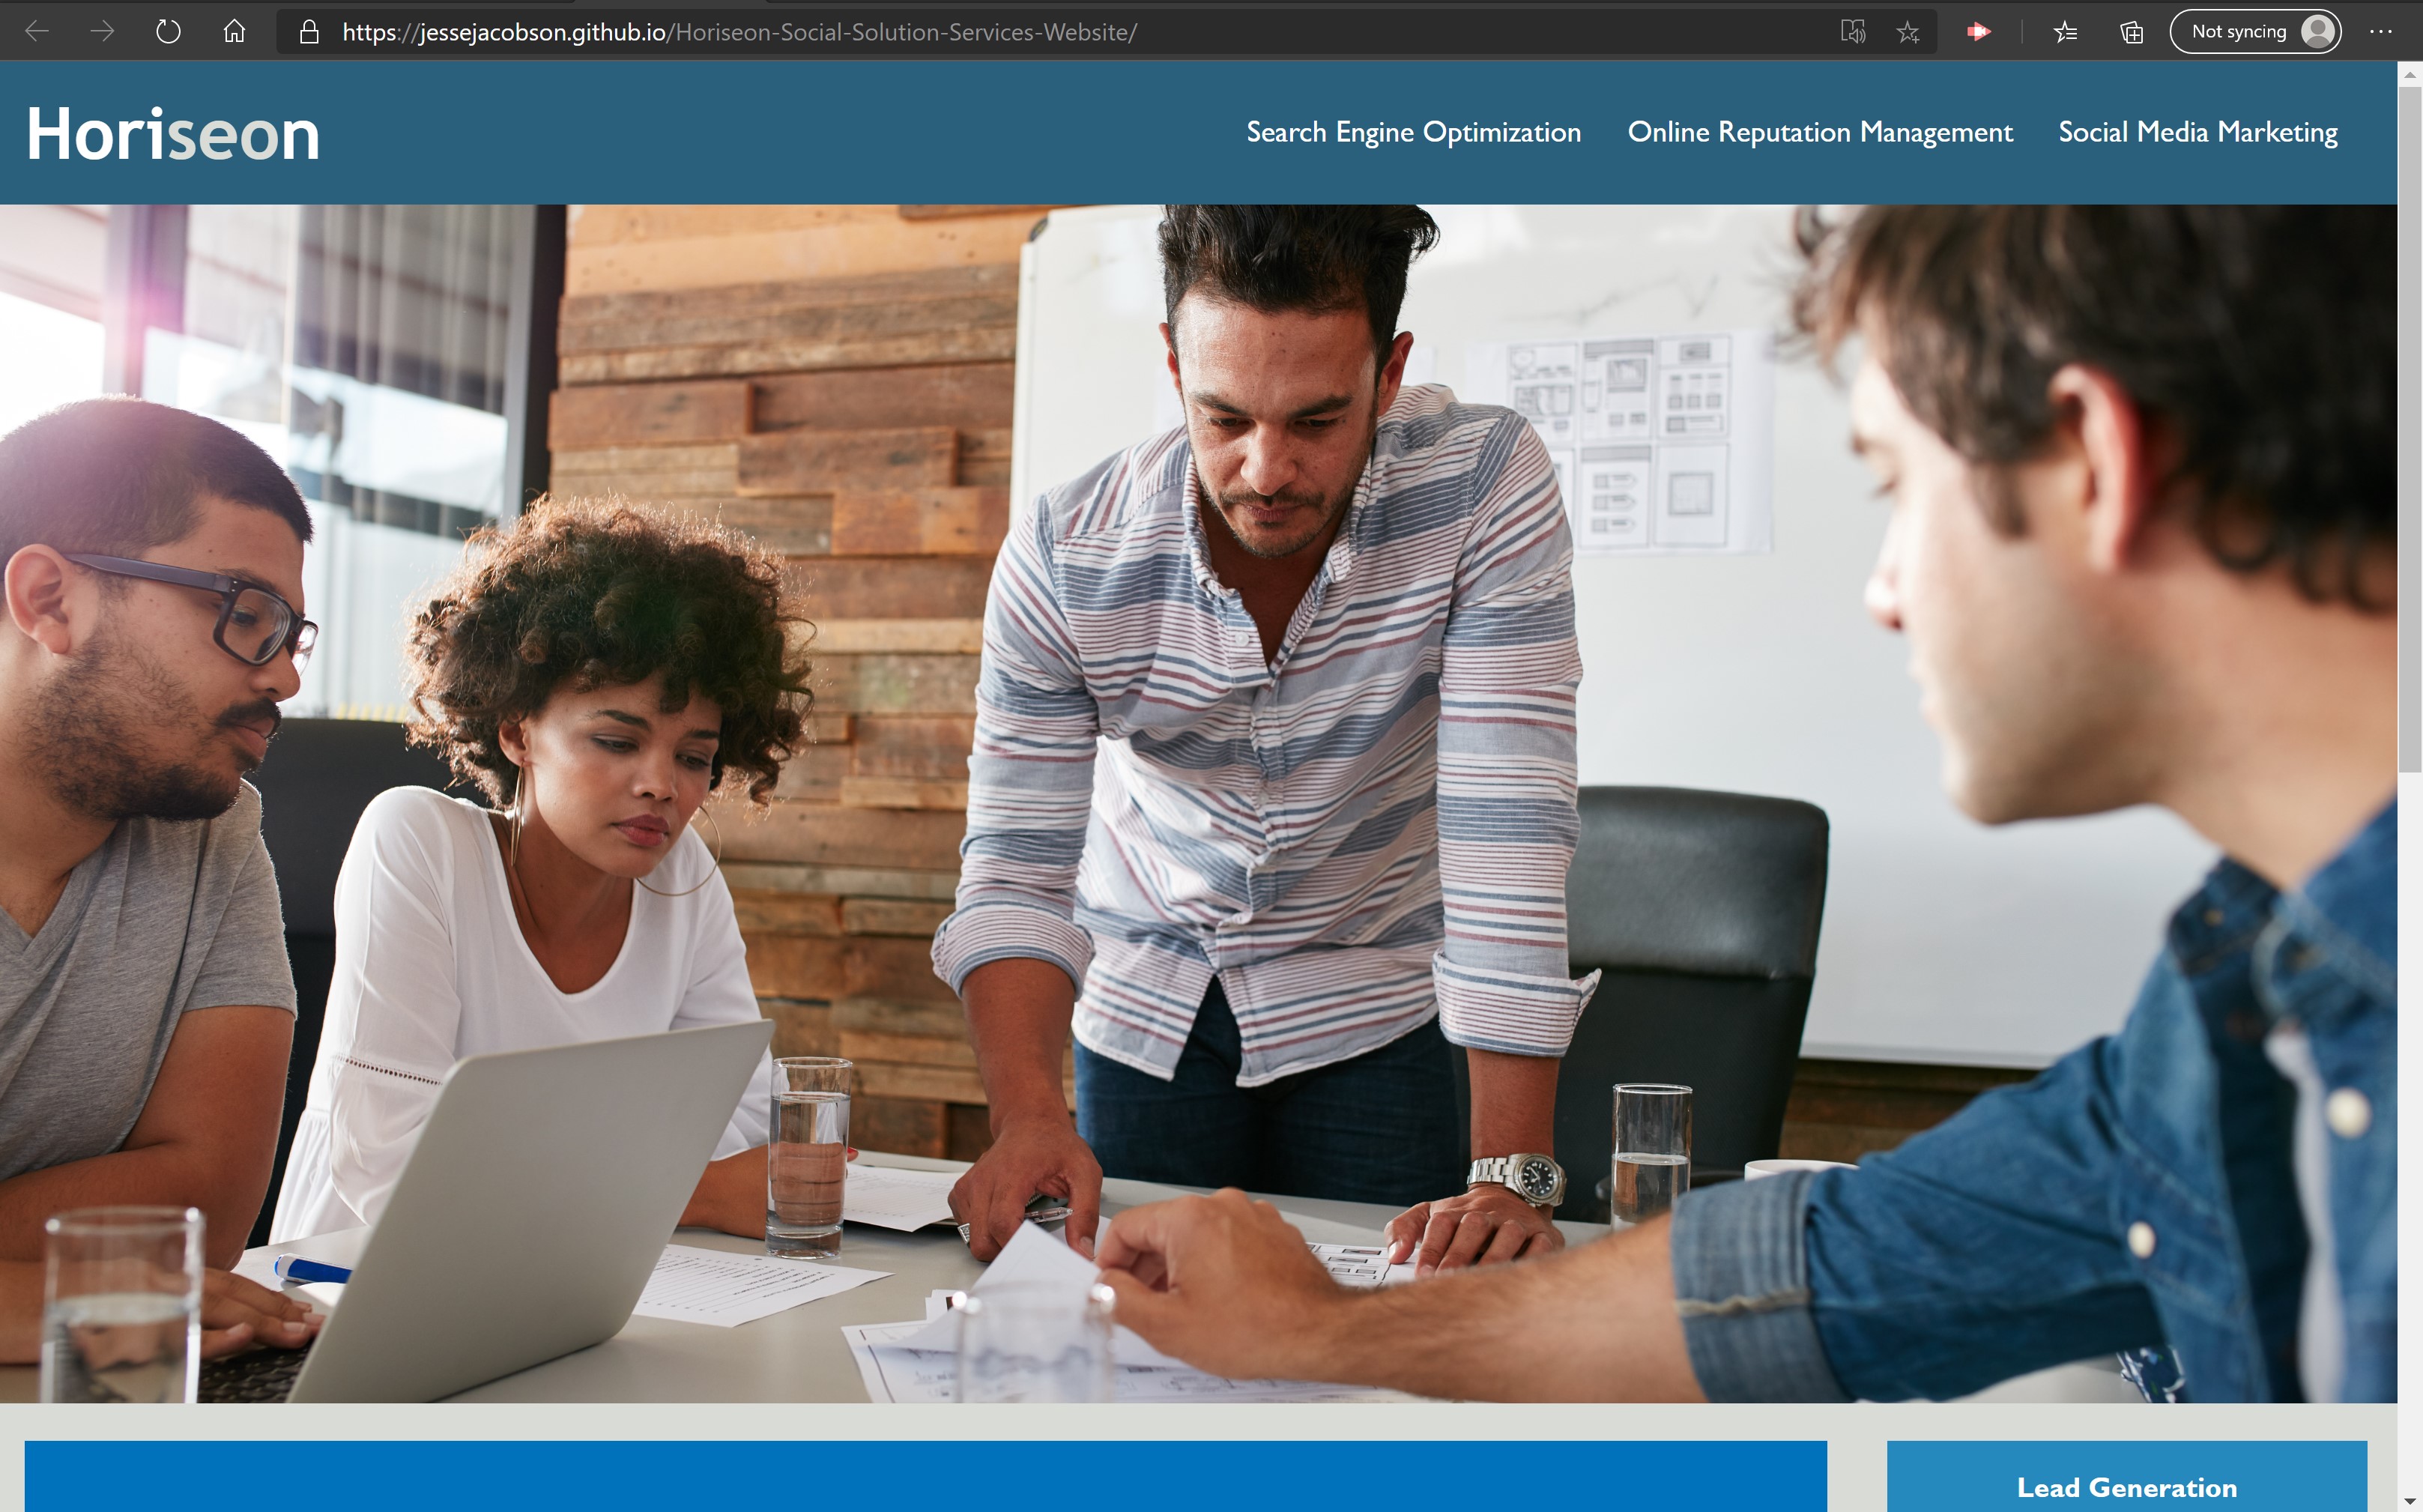 https://jessejacobson.github.io/Horiseon-Social-Solution-Services-Website/
Not syncing
Horiseon
Search Engine Optimization
Online Reputation Management
Social Media Marketing
Lead Generation